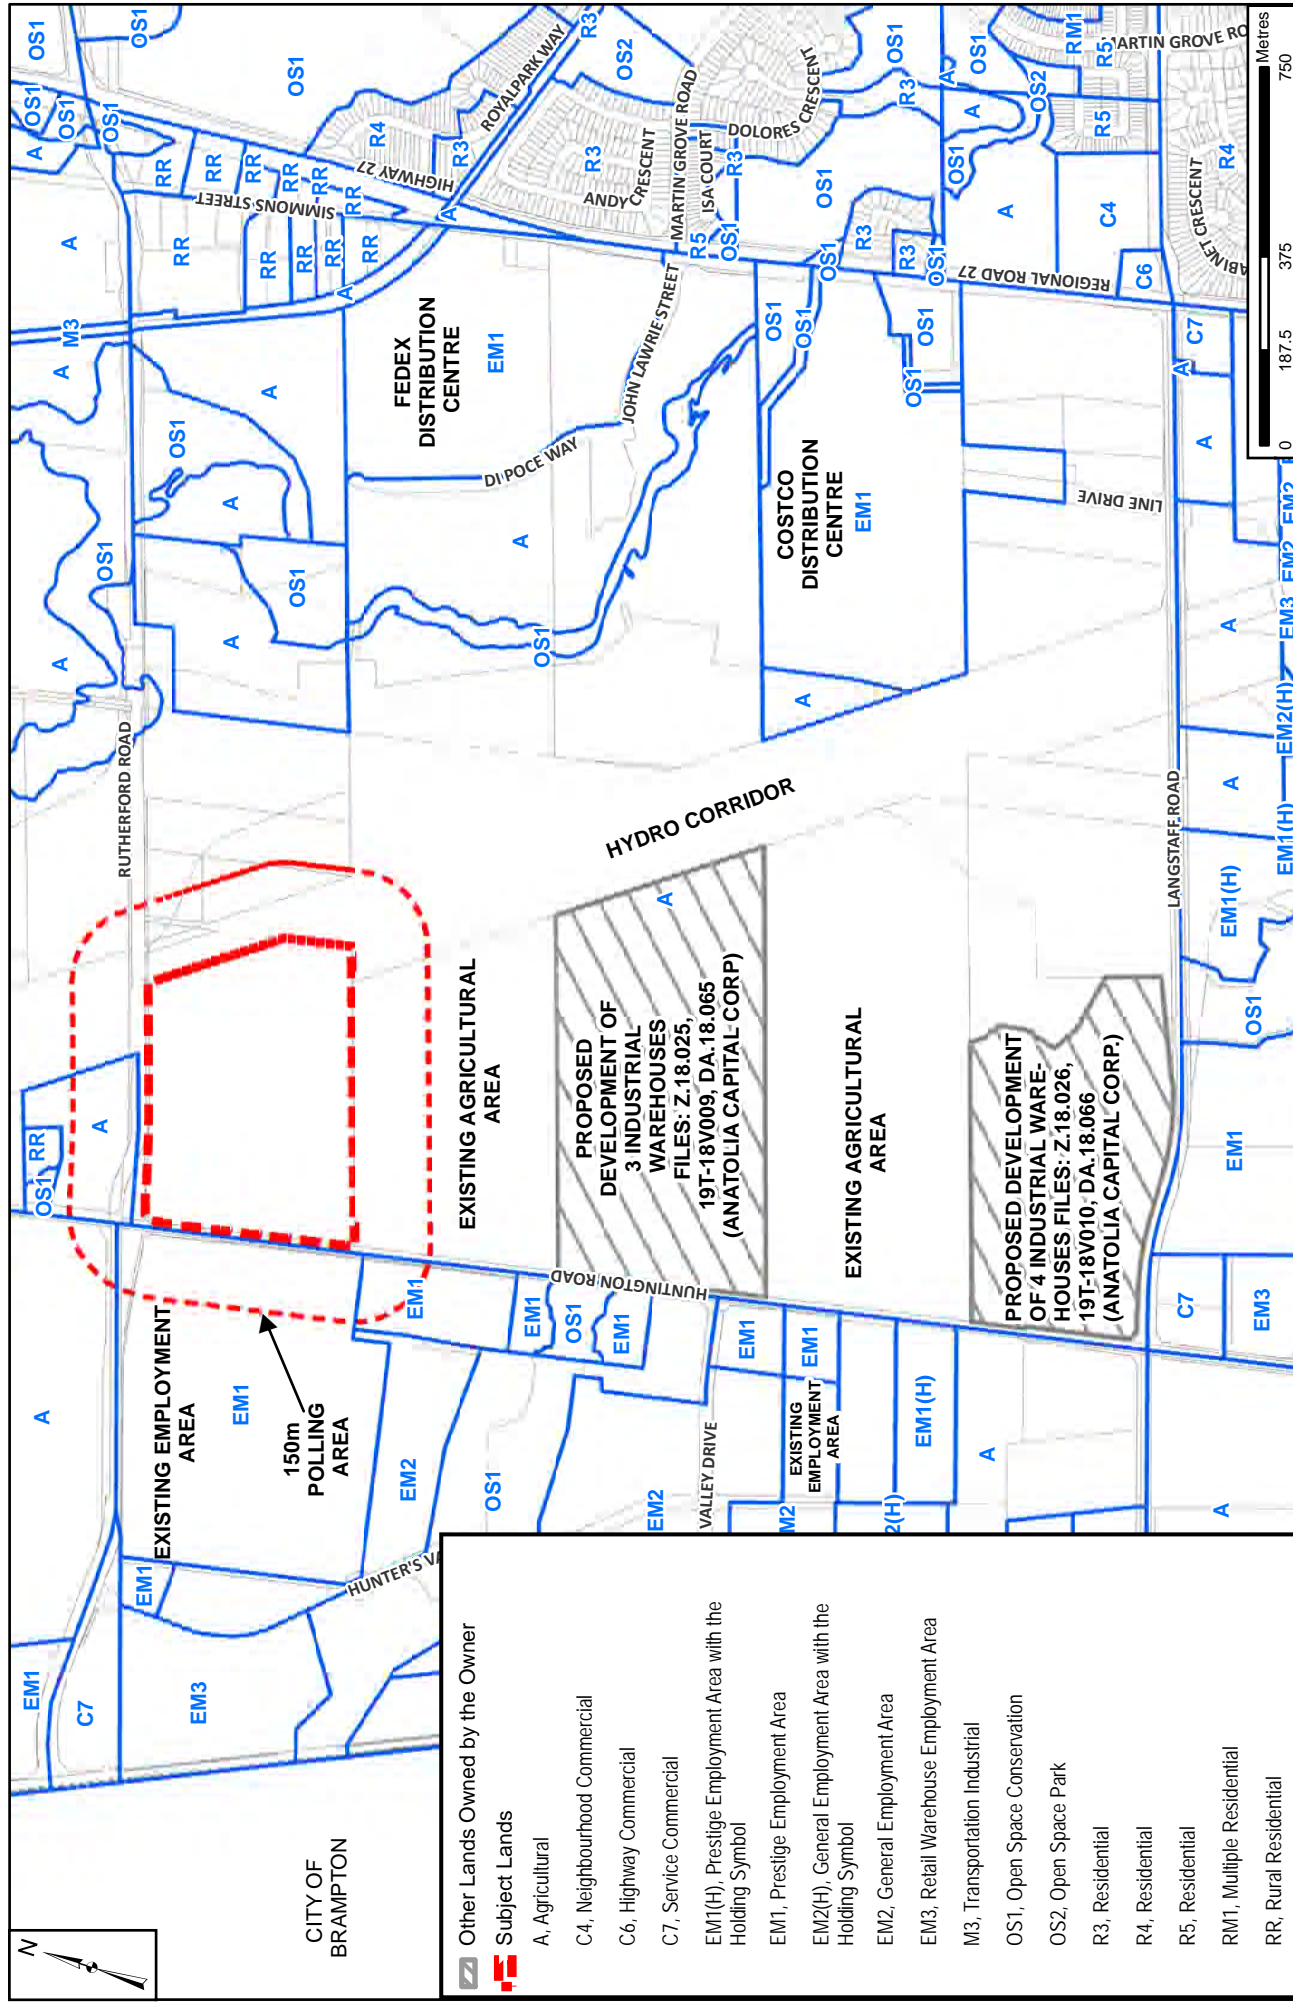 N
CITY OF
BRAMPTON
RUTHERFORD ROAD
HIGHWAY 27
SIMMONS STREET
ROYALPARK WAY
ANDY
CRESCENT
MARTIN GROVE ROAD
ISA COURT
DOLORES CRESCENT
REGIONAL ROAD 27
JOHN LAWRIE STREET
DI POCE WAY
LINE DRIVE
LANGSTAFF ROAD
HUNTINGTON ROAD
VALLEY DRIVE
HUNTER'S VA
ABINET CRESCENT
MARTIN GROVE RO
HYDRO CORRIDOR
FEDEX
DISTRIBUTION
CENTRE
EM1
COSTCO
DISTRIBUTION
CENTRE
EM1
EXISTING EMPLOYMENT
AREA
EM1
150m
POLLING
AREA
EXISTING AGRICULTURAL
AREA
PROPOSED
DEVELOPMENT OF
3 INDUSTRIAL
WAREHOUSES
FILES: Z.18.025,
19T-18V009, DA.18.065
(ANATOLIA CAPITAL CORP)
EXISTING AGRICULTURAL
AREA
PROPOSED DEVELOPMENT
OF 4 INDUSTRIAL WARE-
HOUSES FILES: Z.18.026,
19T-18V010, DA.18.066
(ANATOLIA CAPITAL CORP.)
EXISTING
EMPLOYMENT
AREA
EM1
C7
EM3
EM1
A
EM2
OS1
EM2
M2
2(H)
EM1
EM1
OS1
EM1
EM1
EM1
EM1(H)
A
A
C7
EM3
EM1
OS1
EM1(H)
EM1(H)
A
EM2(H)
A
EM3
EM2
EM2
A
A
C7
C6
C4
A
R4
R5
R5
RM1
OS2
OS1
A
A
OS1
R3
OS1
OS1
R3
R3
OS1
OS1
OS1
OS1
OS1
OS1
R5
OS1
R3
R3
OS2
R3
R3
R4
OS1
OS1
OS1
OS1
OS1
OS1
A
RR
RR
RR
RR
RR
RR
RR
RR
RR
RR
RR
A
A
A
M3
A
A
OS1
A
OS1
OS1
A
A
A
OS1
A
A
A
RR
OS1
0
187.5
375
750
Metres
Other Lands Owned by the Owner
Subject Lands
A, Agricultural
C4, Neighbourhood Commercial
C6, Highway Commercial
C7, Service Commercial
EM1(H), Prestige Employment Area with the
Holding Symbol
EM1, Prestige Employment Area
EM2(H), General Employment Area with the
Holding Symbol
EM2, General Employment Area
EM3, Retail Warehouse Employment Area
M3, Transportation Industrial
OS1, Open Space Conservation
OS2, Open Space Park
R3, Residential
R4, Residential
R5, Residential
RM1, Multiple Residential
RR, Rural Residential